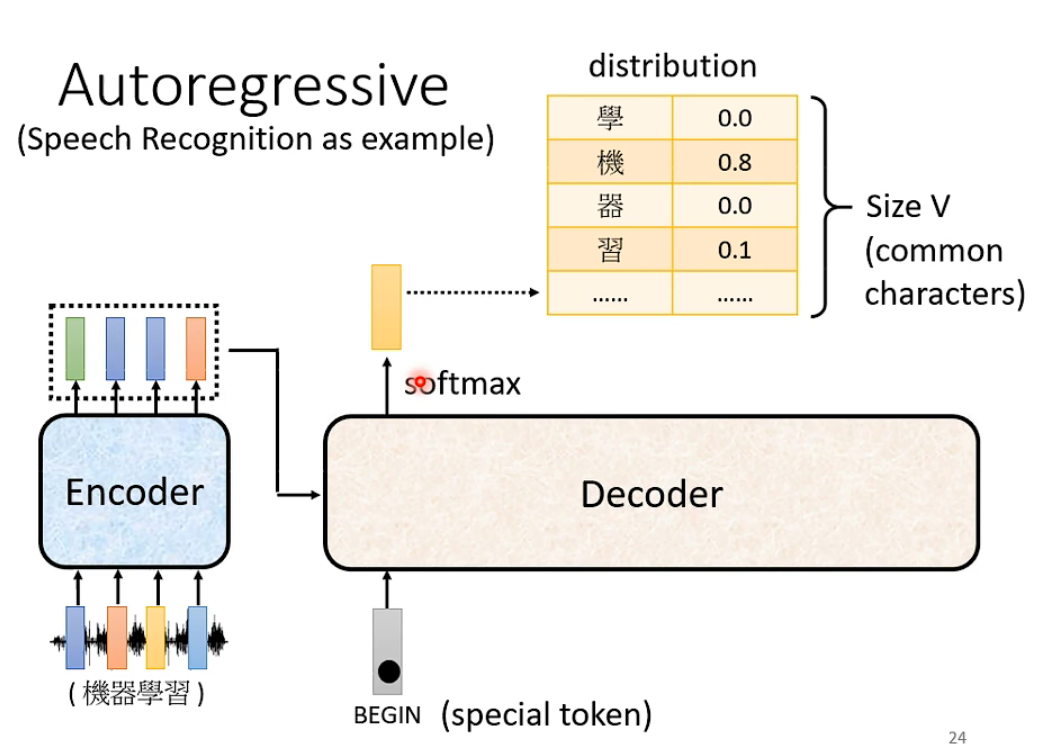 Autoregressive
(Speech Recognition as example)
distribution
學 0.0
機 0.8
器 0.0
習 0.1
...... ......
Size V
(common
characters)
softmax
Encoder
Decoder
(機器學習)
BEGIN (special token)
24